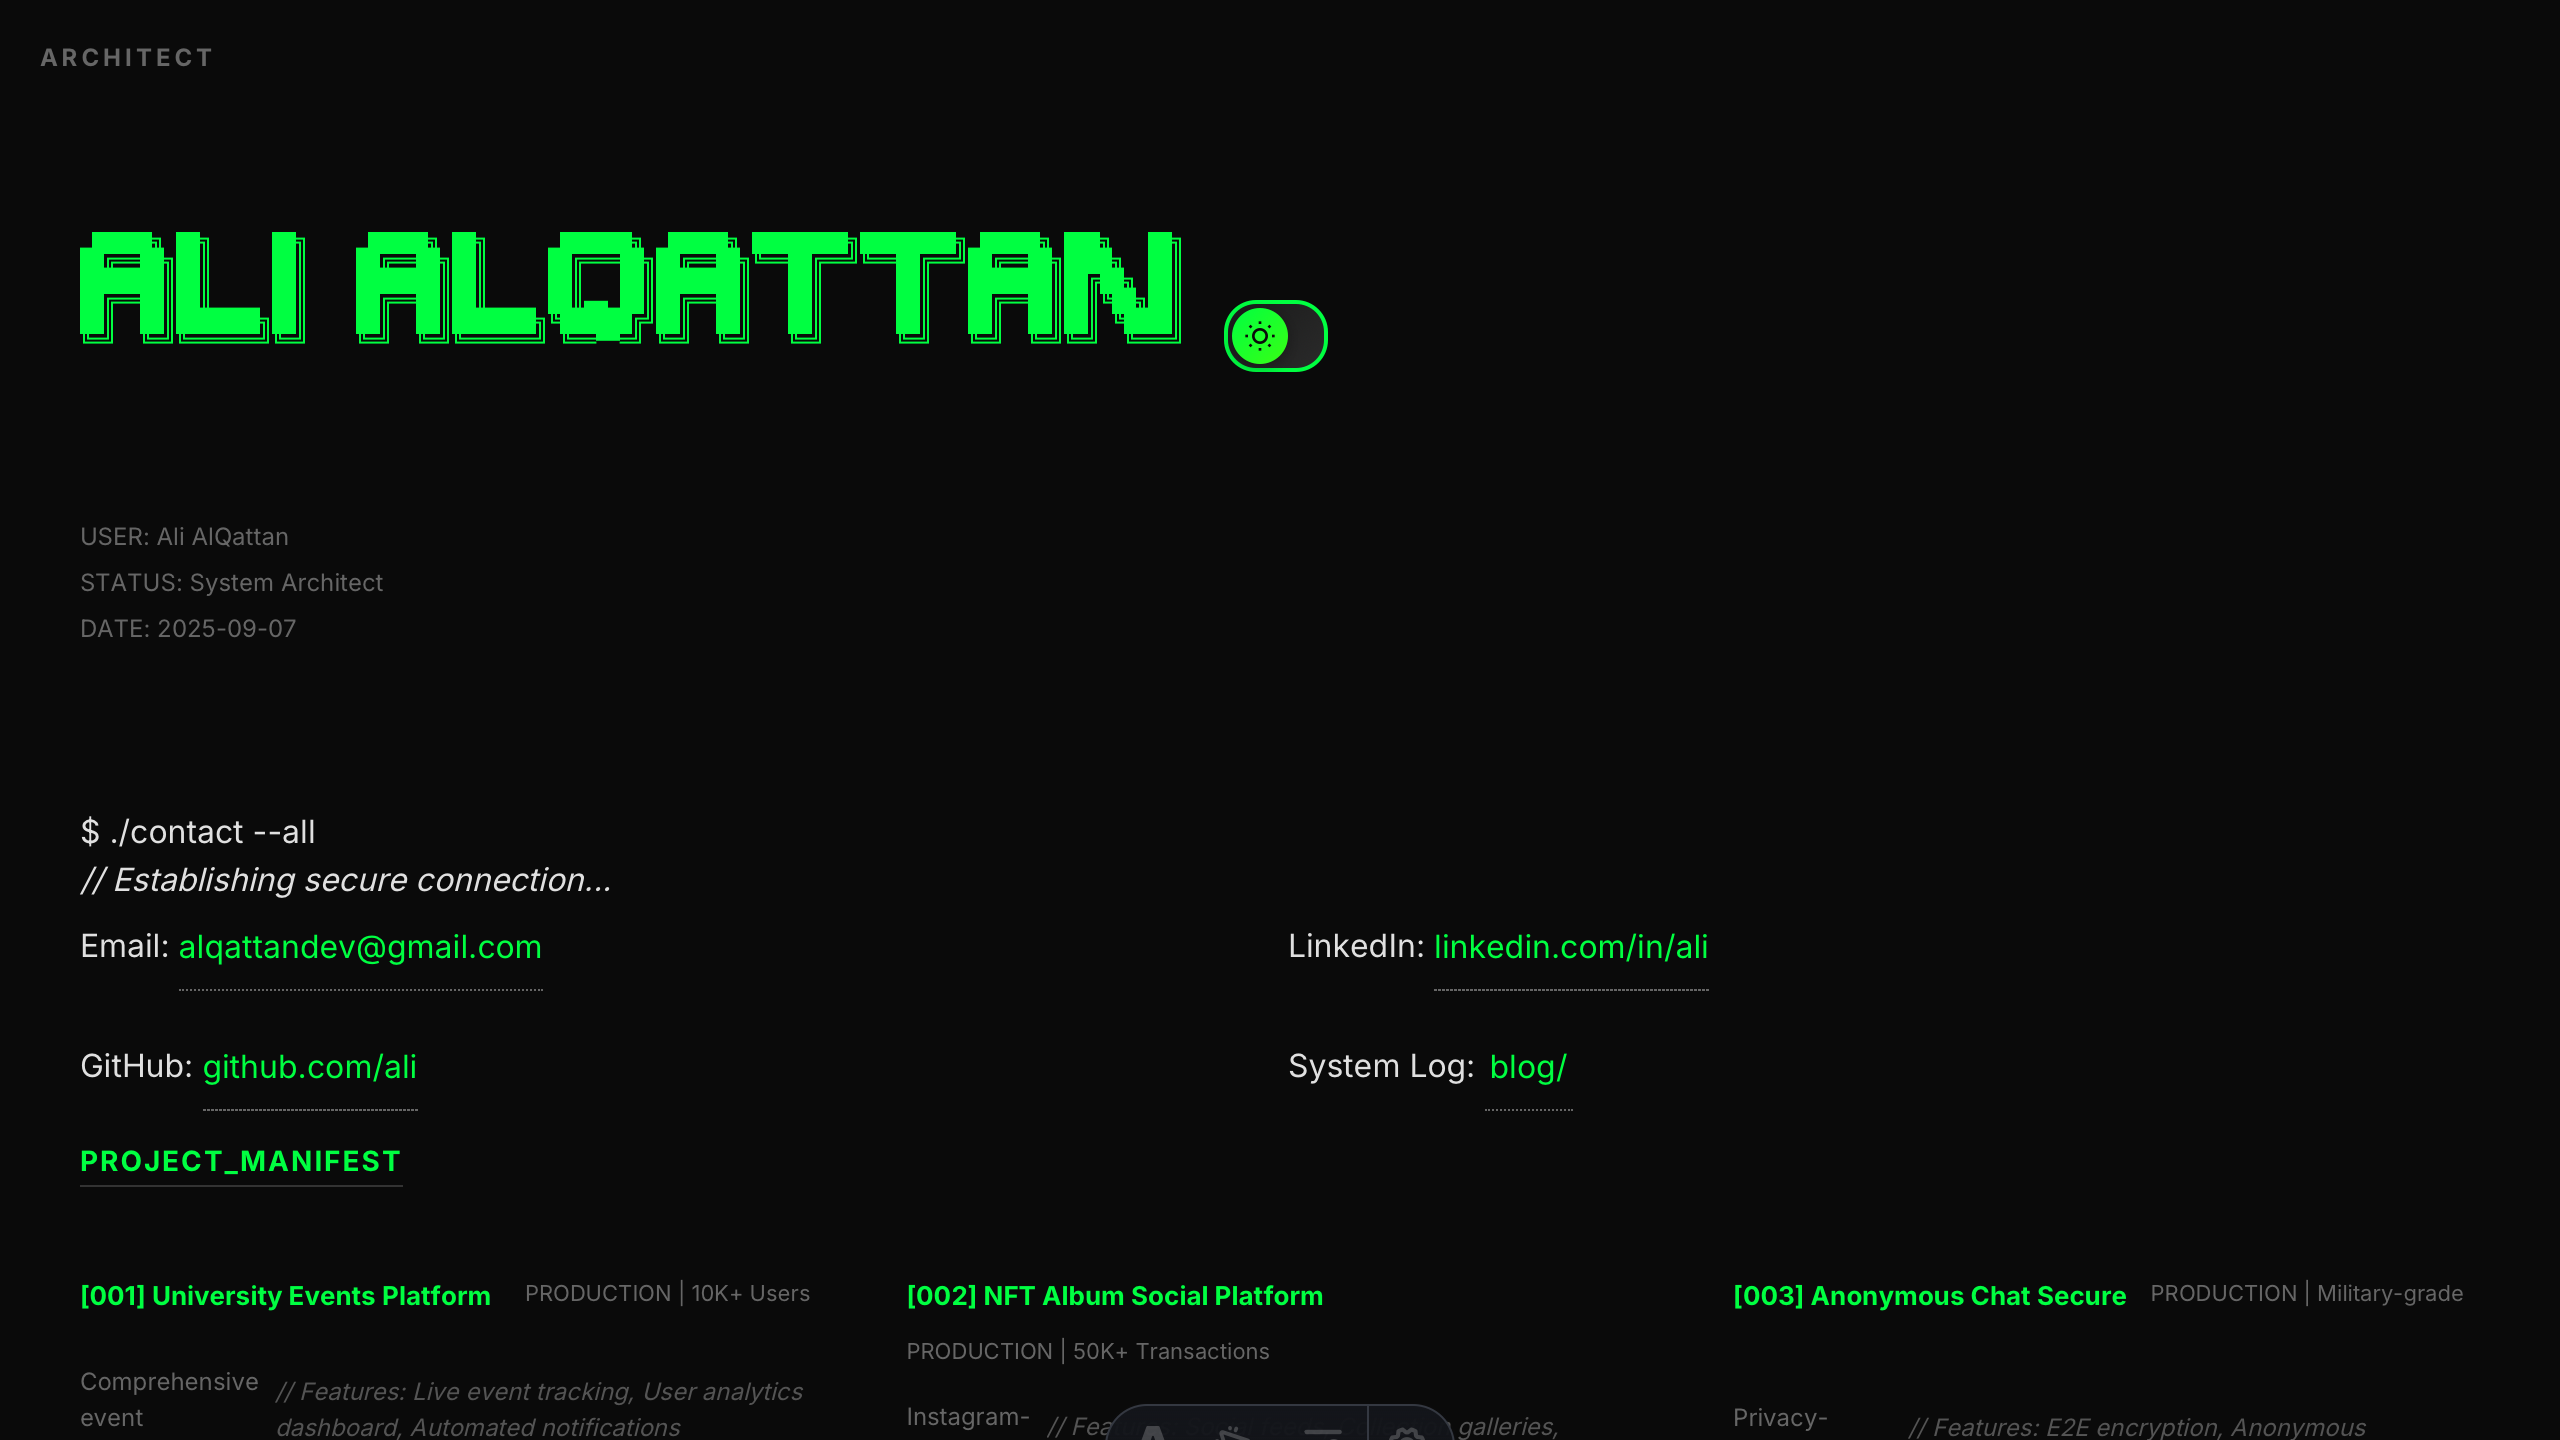 ARCHITECT
ALI ALQATTAN
USER: Ali AlQattan
STATUS: System Architect
DATE: 2025-09-07
$ ./contact --all
// Establishing secure connection...
Email: alqattandev@gmail.com
LinkedIn: linkedin.com/in/ali
GitHub: github.com/ali
System Log: blog/
PROJECT_MANIFEST
[001] University Events Platform PRODUCTION | 10K+ Users
Comprehensive
event
// Features: Live event tracking, User analytics
dashboard, Automated notifications
[002] NFT Album Social Platform
PRODUCTION | 50K+ Transactions
Instagram-
// galleries,
[003] Anonymous Chat Secure PRODUCTION | Military-grade
Privacy-
// Features: E2E encryption, Anonymous